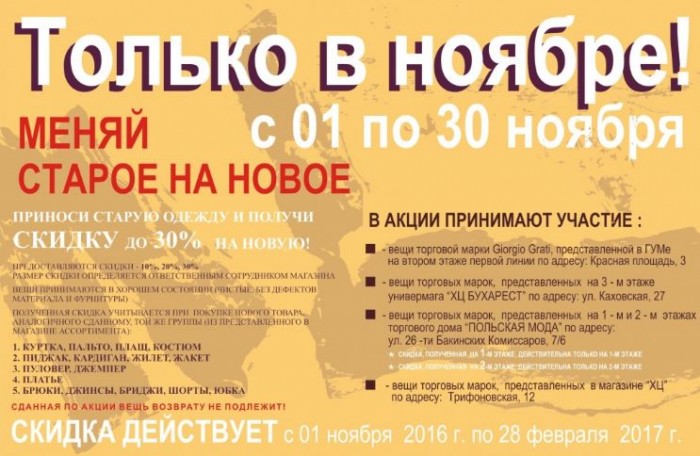 Только в ноябре!
МЕНЯЙ
СТАРОЕ НА НОВОЕ
с 01 по 30 ноября
ПРИНОСИ СТАРУЮ ОДЕЖДУ И ПОЛУЧИ
СКИДКУ ДО 30% НА НОВУЮ!
ПРЕДОСТАВЛЯЮТСЯ СКИДКИ - 10%, 20%, 30%
РАЗМЕР СКИДКИ ОПРЕДЕЛЯЕТСЯ ОТВЕТСТВЕННЫМ СОТРУДНИКОМ МАГАЗИНА
ВЕЩИ ПРИНИМАЮТСЯ В ХОРОШЕМ СОСТОЯНИИ (ЧИСТЫЕ, БЕЗ ДЕФЕКТОВ
МАТЕРИАЛА И ФУРНИТУРЫ)
ПОЛУЧЕННАЯ СКИДКА УЧИТЫВАЕТСЯ ПРИ ПОКУПКЕ НОВОГО ТОВАРА,
АНАЛОГИЧНОГО СДАННОМУ, ТОЙ ЖЕ ГРУППЫ (ИЗ ПРЕДСТАВЛЕННОГО В
МАГАЗИНЕ АССОРТИМЕНТА):
1. КУРТКА, ПАЛЬТО, ПЛАЩ, КОСТЮМ
2. ПИДЖАК, КАРДИГАН, ЖИЛЕТ, ЖАКЕТ
3. ПУЛОВЕР, ДЖЕМПЕР
4. ПЛАТЬЕ
5. БРЮКИ, ДЖИНСЫ, БРИДЖИ, ШОРТЫ, ЮБКА
СДАННАЯ ПО АКЦИИ ВЕЩЬ ВОЗВРАТУ НЕ ПОДЛЕЖИТ!
В АКЦИИ ПРИНИМАЮТ УЧАСТИЕ :
- вещи торговой марки Giorgio Grati, представленной в ГУМе
на втором этаже первой линии по адресу: Красная площадь, 3
- вещи торговых марок, представленных на 3 - м этаже
универмага "ХЦ БУХАРЕСТ" по адресу: ул. Каховская, 27
- вещи торговых марок, представленных на 1 - м и 2 - м этажах
торгового дома "ПОЛЬСКАЯ МОДА" по адресу:
ул. 26 -ти Бакинских Комиссаров, 7/6
★ СКИДКА, ПОЛУЧЕННАЯ НА 1-М ЭТАЖЕ, ДЕЙСТВИТЕЛЬНА ТОЛЬКО НА 1-М ЭТАЖЕ
★ СКИДКА, ПОЛУЧЕННАЯ НА 2-М ЭТАЖЕ, ДЕЙСТВИТЕЛЬНА ТОЛЬКО НА 2-М ЭТАЖЕ
- вещи торговых марок, представленных в магазине "ХЦ"
по адресу: Трифоновская, 12
СКИДКА ДЕЙСТВУЕТ с 01 ноября 2016 г. по 28 февраля 2017 г.